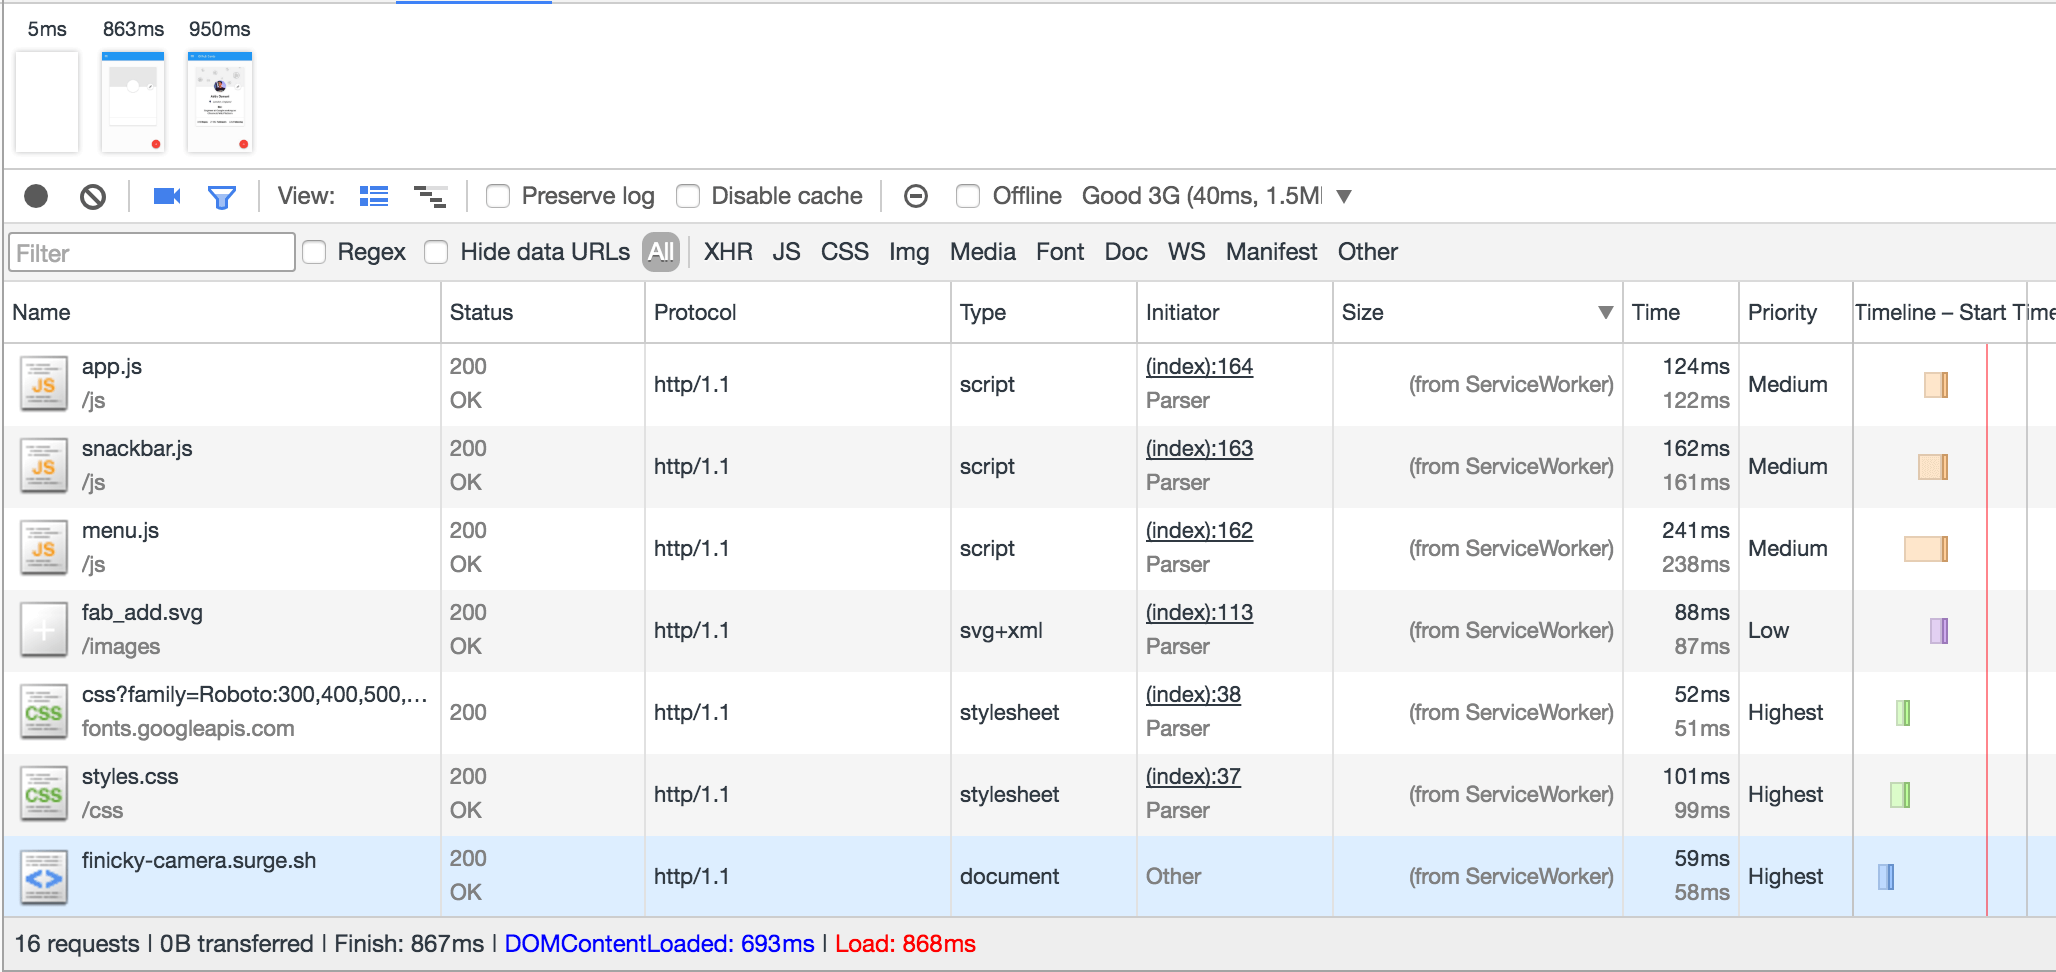 5ms 863ms 950ms
View: Preserve log Disable cache Offline Good 3G (40ms, 1.5M
Filter Regex Hide data URLs All XHR JS CSS Img Media Font Doc WS Manifest Other
Name Status Protocol Type Initiator Size Time Priority Timeline – Start Time
JS app.js 200 http/1.1 script (index):164 (from ServiceWorker) 124ms Medium
/js OK Parser 122ms
JS snackbar.js 200 http/1.1 script (index):163 (from ServiceWorker) 162ms Medium
/js OK Parser 161ms
JS menu.js 200 http/1.1 script (index):162 (from ServiceWorker) 241ms Medium
/js OK Parser 238ms
fab_add.svg 200 http/1.1 svg+xml (index):113 (from ServiceWorker) 88ms Low
/images OK Parser 87ms
CSS css?family=Roboto:300,400,500,... 200 http/1.1 stylesheet (index):38 (from ServiceWorker) 52ms Highest
fonts.googleapis.com Parser 51ms
CSS styles.css 200 http/1.1 stylesheet (index):37 (from ServiceWorker) 101ms Highest
/css OK Parser 99ms
finicky-camera.surge.sh 200 http/1.1 document Other (from ServiceWorker) 59ms Highest
OK 58ms
16 requests | 0B transferred | Finish: 867ms | DOMContentLoaded: 693ms | Load: 868ms